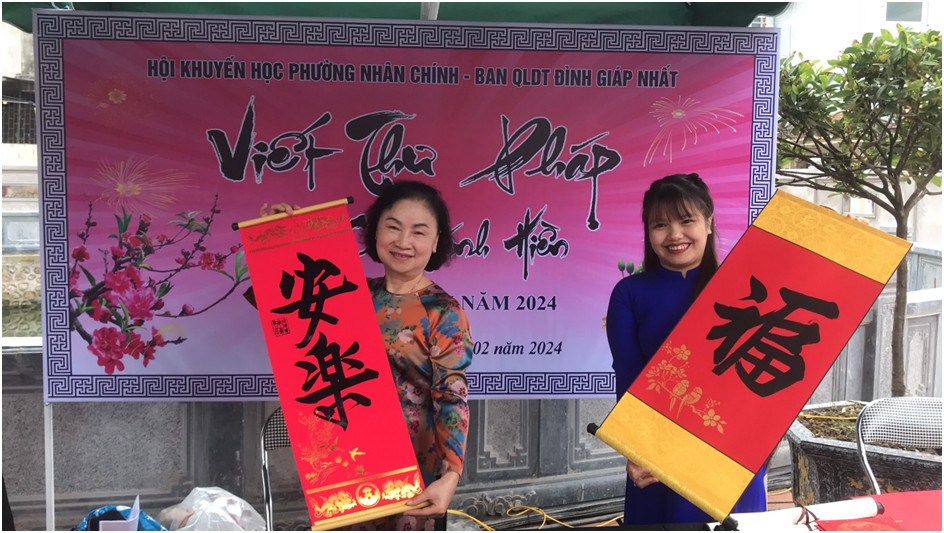 HỘI KHUYẾN HỌC PHƯỜNG NHÂN CHÍNH - BAN QLDT ĐÌNH GIÁP NHẤT
Viết Thư Pháp
Hiền
NĂM 2024
02 năm 2024
安
楽
福